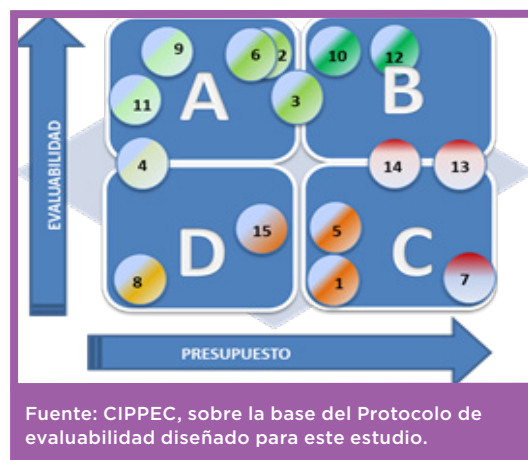 9
6
2
10
12
A
B
11
3
4
14
13
EVALUABILIDAD
15
5
D
C
8
1
7
PRESUPUESTO
Fuente: CIPPEC, sobre la base del Protocolo de
evaluabilidad diseñado para este estudio.